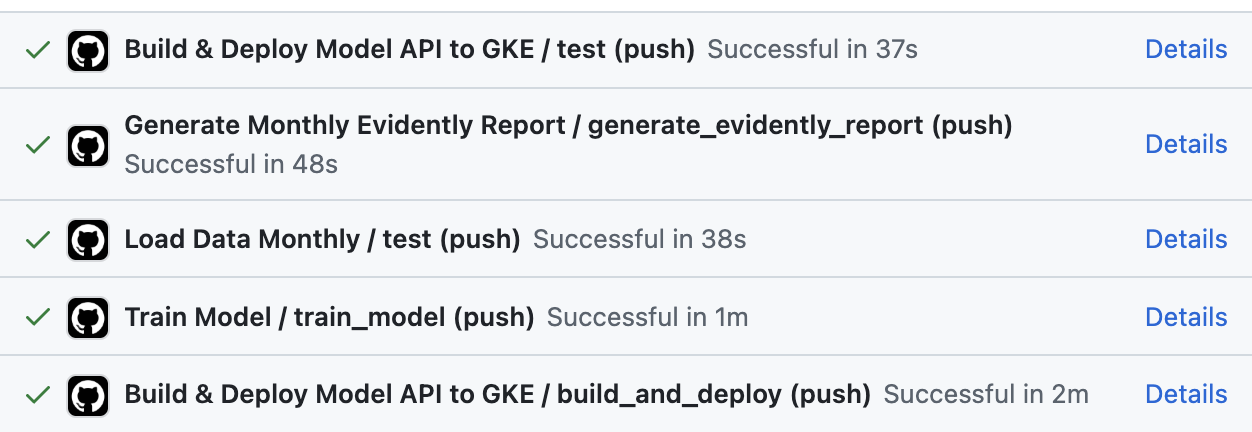 Build & Deploy Model API to GKE / test (push) Successful in 37s Details
Generate Monthly Evidently Report / generate_evidently_report (push)
Successful in 48s Details
Load Data Monthly / test (push) Successful in 38s Details
Train Model / train_model (push) Successful in 1m Details
Build & Deploy Model API to GKE / build_and_deploy (push) Successful in 2m Details